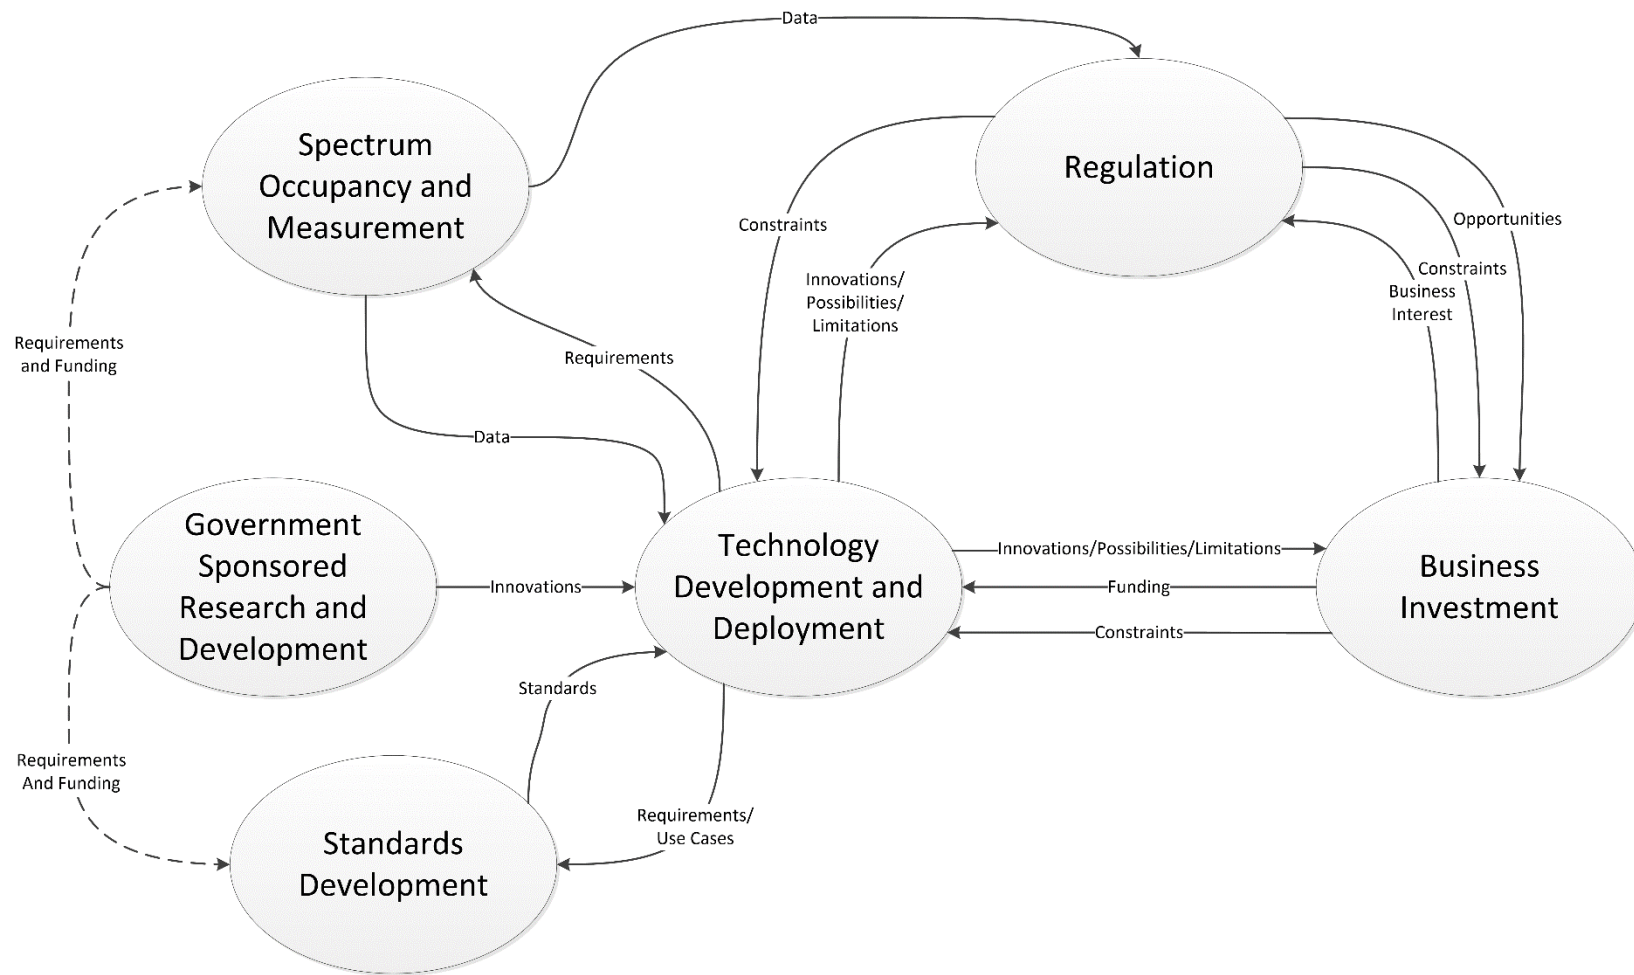 Data
Spectrum
Occupancy and
Measurement
Regulation
Constraints
Opportunities
Innovations/
Possibilities/
Limitations
Constraints
Business
Interest
Requirements
and Funding
Requirements
Data
Government
Sponsored
Research and
Development
Innovations
Technology
Development and
Deployment
Innovations/Possibilities/Limitations
Funding
Constraints
Business
Investment
Standards
Requirements
And Funding
Requirements/
Use Cases
Standards
Development